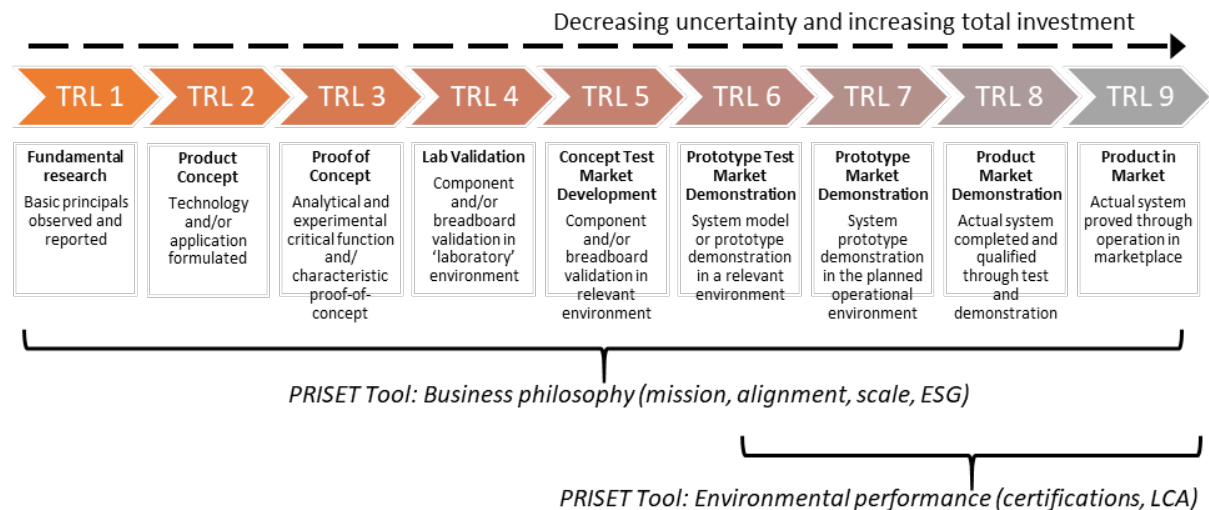 Decreasing uncertainty and increasing total investment
TRL 1
TRL 2
TRL 3
TRL 4
TRL 5
TRL 6
TRL 7
TRL 8
TRL 9
Fundamental
research
Basic principals
observed and
reported
Product
Concept
Technology
and/or
application
formulated
Proof of
Concept
Analytical and
experimental
critical function
and/
characteristic
proof-of-
concept
Lab Validation
Component
and/or
breadboard
validation in
‘laboratory’
environment
Concept Test
Market
Development
Component
and/or
breadboard
validation in
relevant
environment
Prototype Test
Market
Demonstration
System model
or prototype
demonstration
in a relevant
environment
Prototype
Market
Demonstration
System
prototype
demonstration
in the planned
operational
environment
Product
Market
Demonstration
Actual system
completed and
qualified
through test
and
demonstration
Product in
Market
Actual system
proved through
operation in
marketplace
PRISET Tool: Business philosophy (mission, alignment, scale, ESG)
PRISET Tool: Environmental performance (certifications, LCA)